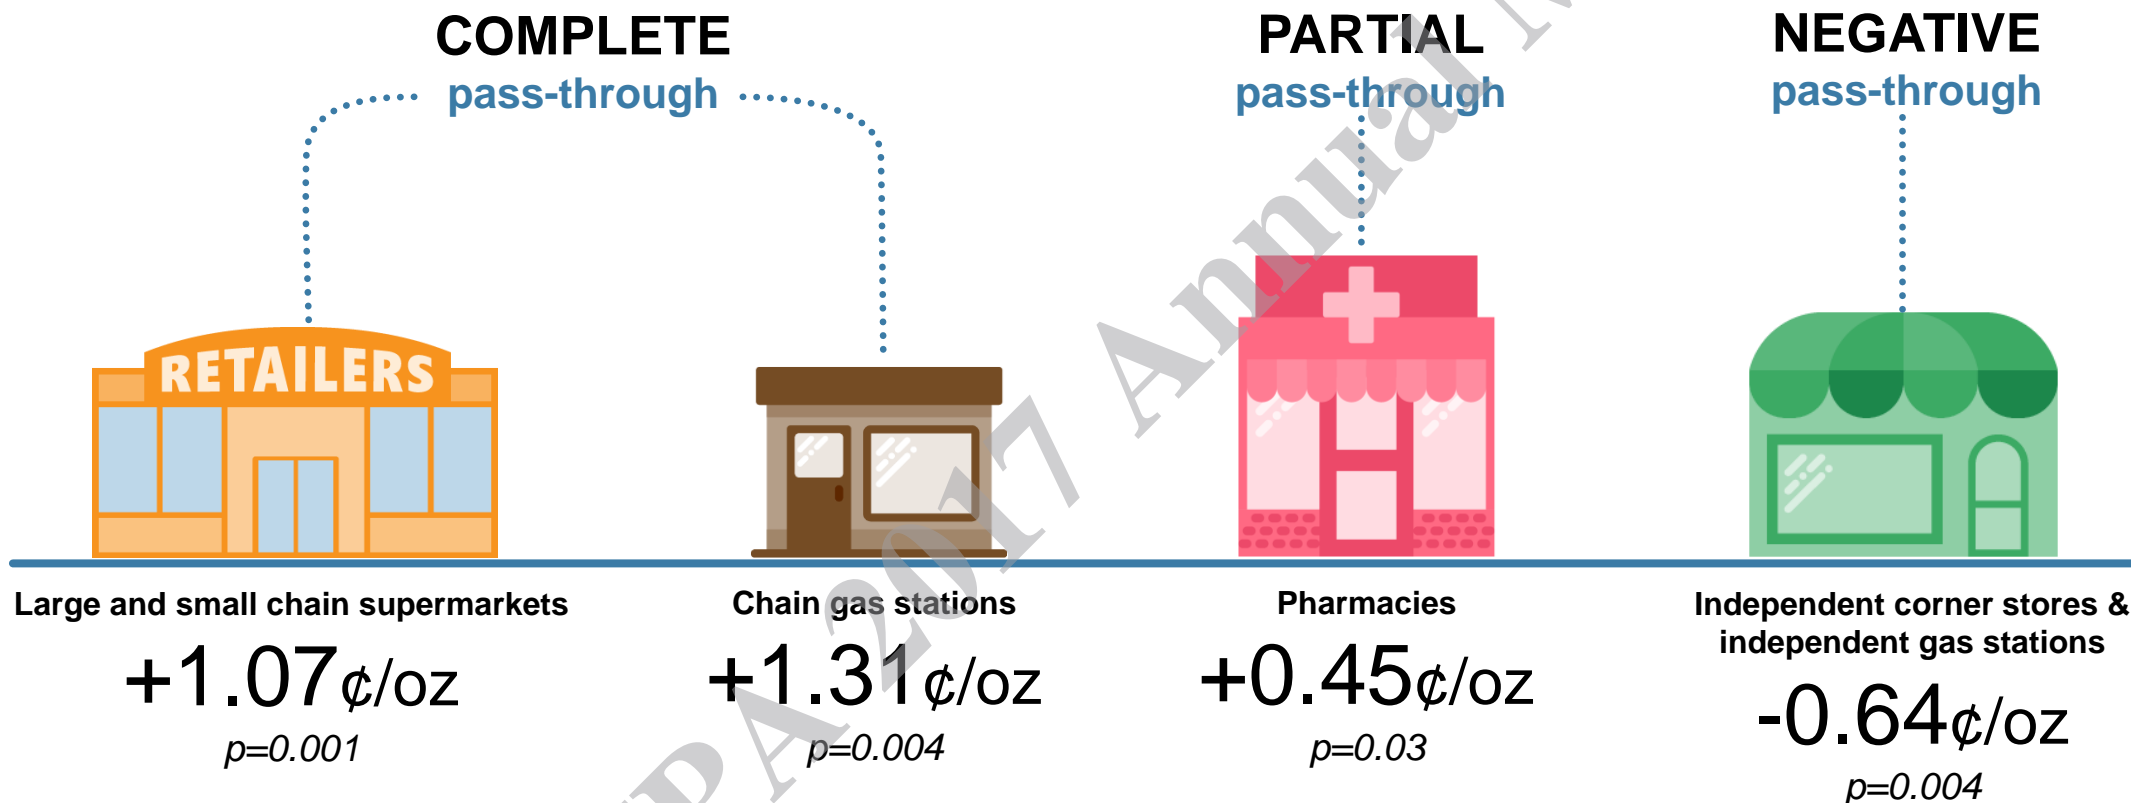 COMPLETE
pass-through
PARTIAL
pass-through
NEGATIVE
pass-through
RETAILERS
Large and small chain supermarkets
+1.07¢/oz
p=0.001
Chain gas stations
+1.31¢/oz
p=0.004
Pharmacies
+0.45¢/oz
p=0.03
Independent corner stores &
independent gas stations
-0.64¢/oz
p=0.004
2017 Annual